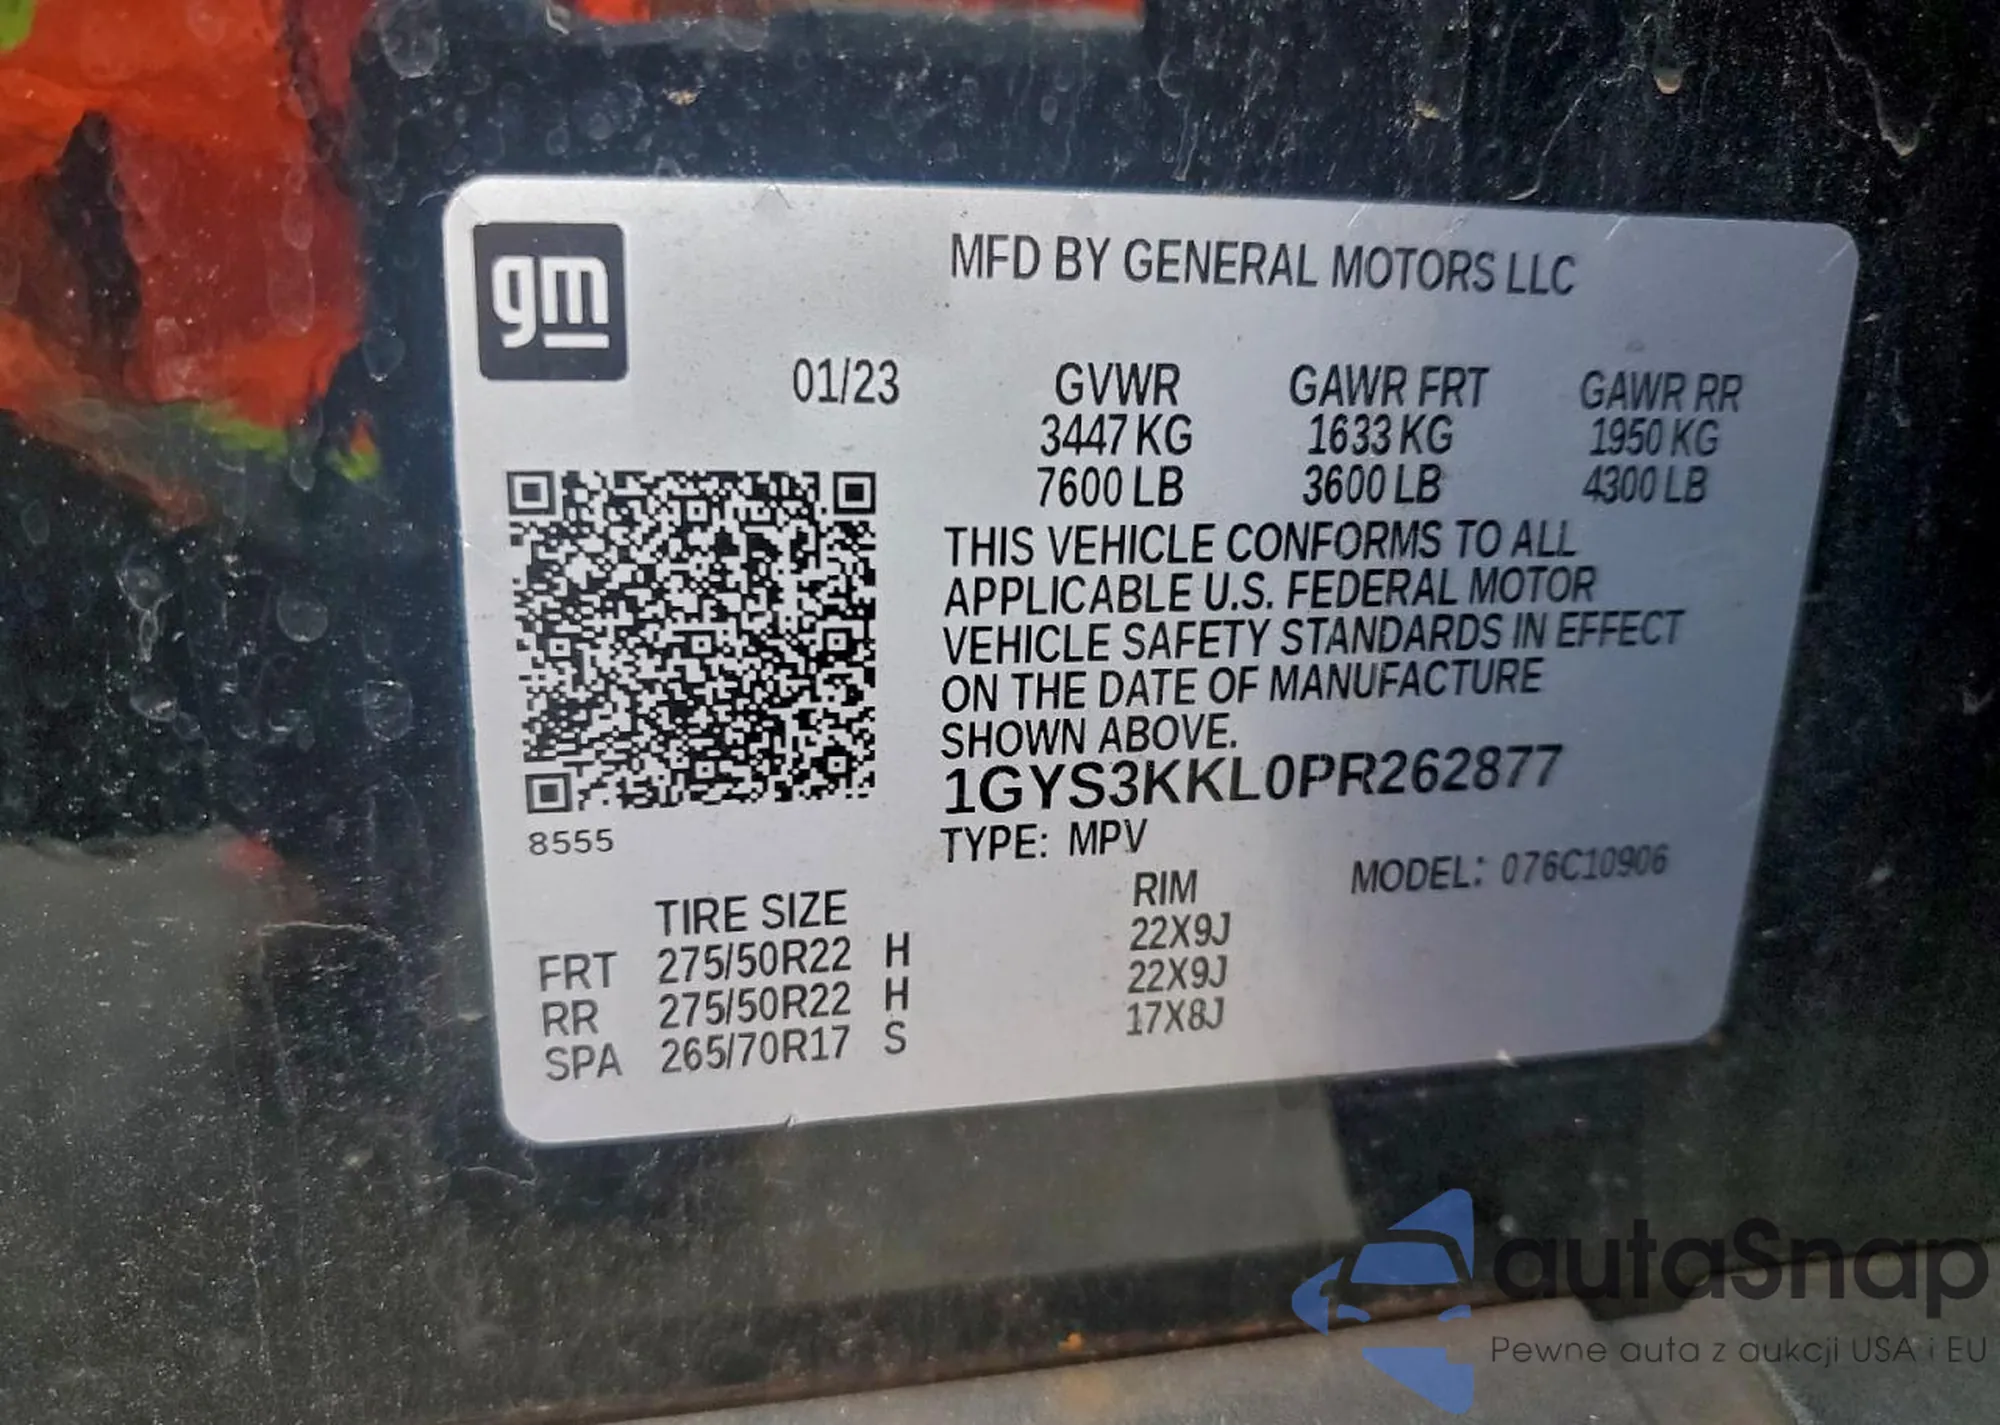 gm
MFD BY GENERAL MOTORS LLC
01/23
GVWR GAWR FRT GAWR RR
3447 KG 1633 KG 1950 KG
7600 LB 3600 LB 4300 LB
THIS VEHICLE CONFORMS TO ALL
APPLICABLE U.S. FEDERAL MOTOR
VEHICLE SAFETY STANDARDS IN EFFECT
ON THE DATE OF MANUFACTURE
SHOWN ABOVE.
1GYS3KKL0PR262877
8555
TYPE: MPV
MODEL: 076C10906
TIRE SIZE RIM
FRT 275/50R22 H 22X9J
RR 275/50R22 H 22X9J
SPA 265/70R17 S 17X8J
autaSnap
Pewne auta z aukcji USA i EU